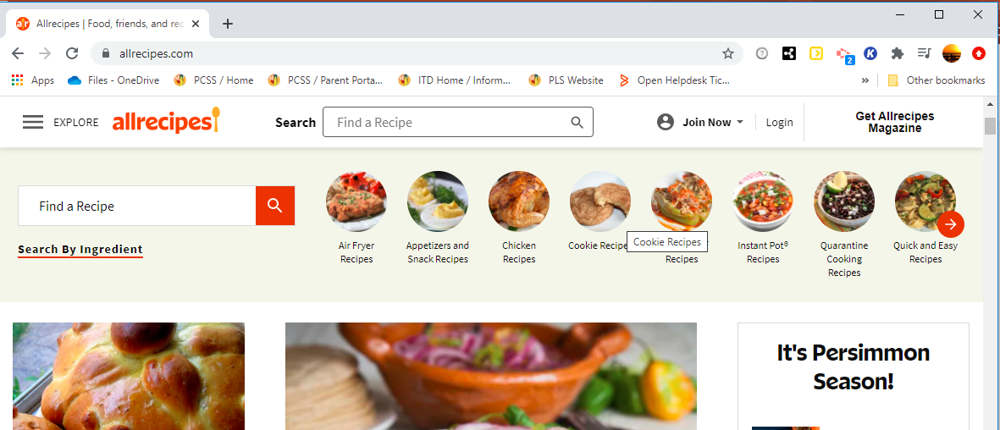 Allrecipes | Food, friends, and rec
allrecipes.com
2
Apps
Files - OneDrive
PCSS / Home
PCSS / Parent Porta...
ITD Home / Inform...
PLS Website
Open Helpdesk Tic...
»
Other bookmarks
EXPLORE
allrecipes!
Search
Find a Recipe
Join Now
Login
Get Allrecipes
Magazine
Find a Recipe
Search By Ingredient
Air Fryer
Recipes
Appetizers and
Snack Recipes
Chicken
Recipes
Cookie Recipe
Cookie Recipes
Recipes
Instant Pot®
Recipes
Quarantine
Cooking
Recipes
Quick and Easy
Recipes
It's Persimmon
Season!